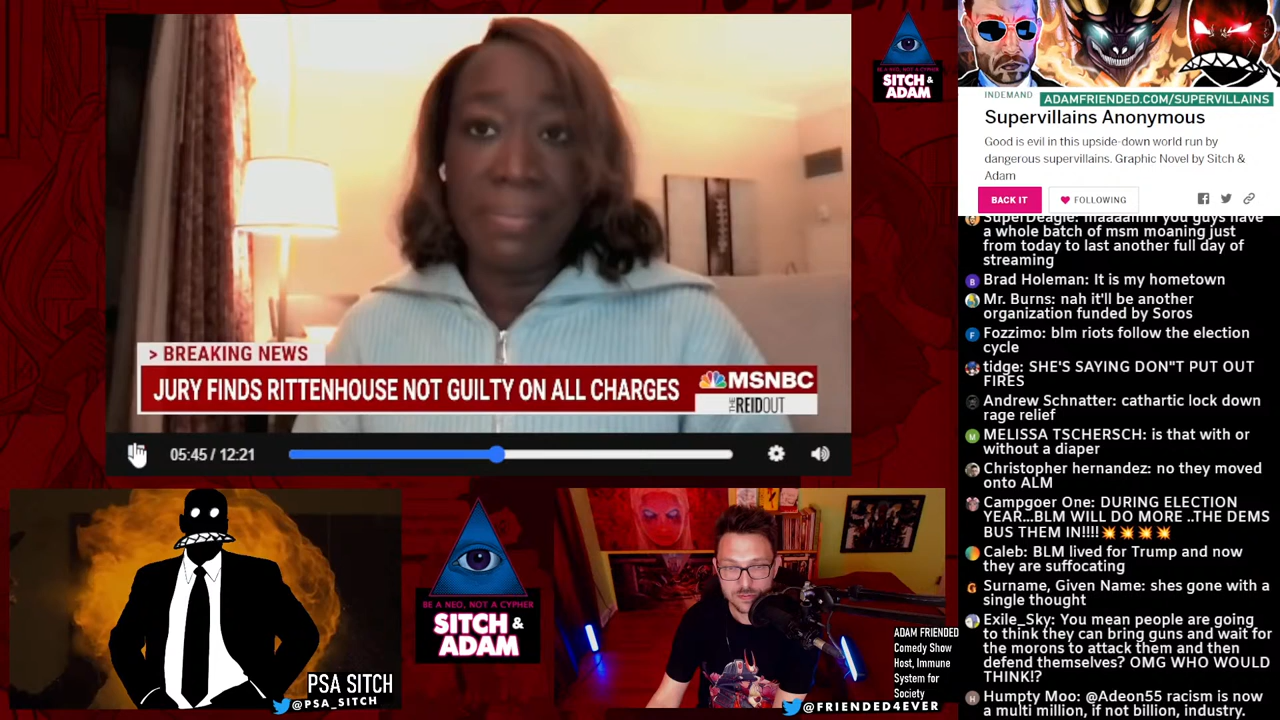 > BREAKING NEWS
JURY FINDS RITTENHOUSE NOT GUILTY ON ALL CHARGES
MSNBC
THE REIDOUT
05:45 / 12:21
BE A NEO, NOT A CYPHER
SITCH &
ADAM
INDEMAND
ADAMFRIENDED.COM/SUPERVILLAINS
Supervillains Anonymous
Good is evil in this upside-down world run by
dangerous supervillains. Graphic Novel by Sitch &
Adam
BACK IT
FOLLOWING
SuperDeagle: maaaahm you guys have
a whole batch of msm moaning just
from today to last another full day of
streaming
Brad Holeman: It is my hometown
Mr. Burns: nah it'll be another
organization funded by Soros
Fozzimo: blm riots follow the election
cycle
tidge: SHE'S SAYING DON"T PUT OUT
FIRES
Andrew Schnatter: cathartic lock down
rage relief
MELISSA TSCHERSCH: is that with or
without a diaper
Christopher hernandez: no they moved
onto ALM
Campgoer One: DURING ELECTION
YEAR...BLM WILL DO MORE ..THE DEMS
BUS THEM IN!!!!💥💥💥💥
Caleb: BLM lived for Trump and now
they are suffocating
Surname, Given Name: shes gone with a
single thought
Exile_Sky: You mean people are going
to think they can bring guns and wait for
the morons to attack them and then
defend themselves? OMG WHO WOULD
THINK!?
Humpty Moo: @Adeon55 racism is now
a multi million, if not billion, industry.
PSA SITCH
@PSA_SITCH
BE A NEO, NOT A CYPHER
SITCH &
ADAM
ADAM FRIENDED
Comedy Show
Host, Immune
System for
Society
@FRIENDED4EVER